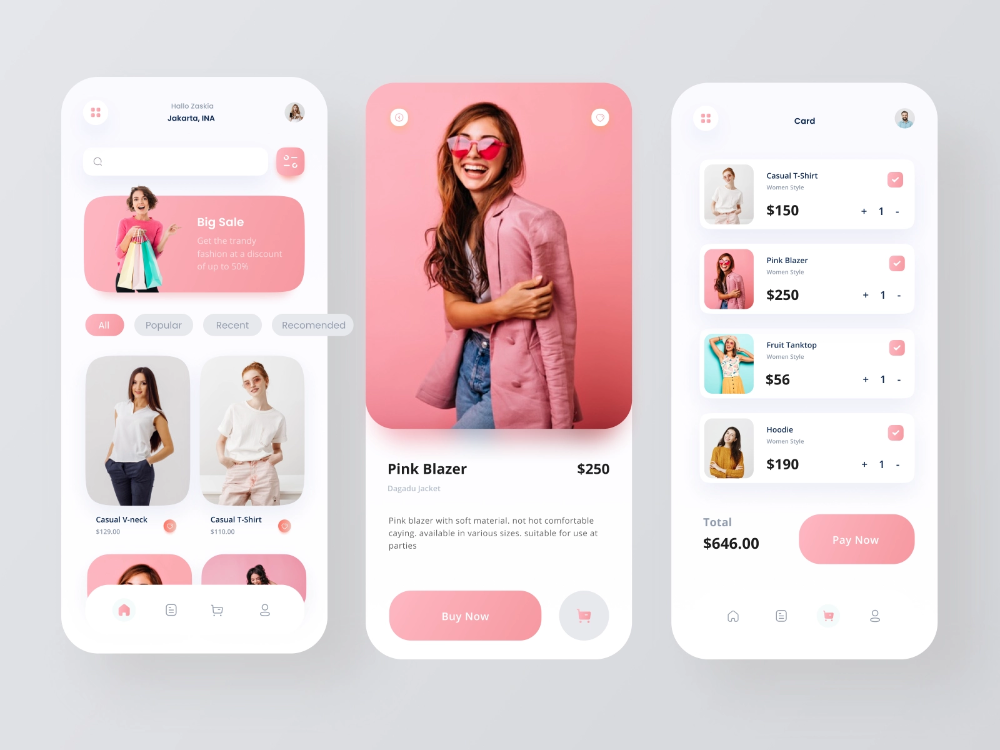 Hallo Zaskia
Jakarta, INA
Big Sale
Get the trandy
fashion at a discount
of up to 50%
All
Popular
Recent
Recomended
Casual V-neck
$129,00
Casual T-Shirt
$110,00
Pink Blazer
$250
Dagadu Jacket
Pink blazer with soft material, not hot comfortable
caying. available in various sizes. suitable for use at
parties
Buy Now
Card
Casual T-Shirt
Women Style
$150
+ 1 -
Pink Blazer
Women Style
$250
+ 1 -
Fruit Tanktop
Women Style
$56
+ 1 -
Hoodie
Women Style
$190
+ 1 -
Total
$646.00
Pay Now